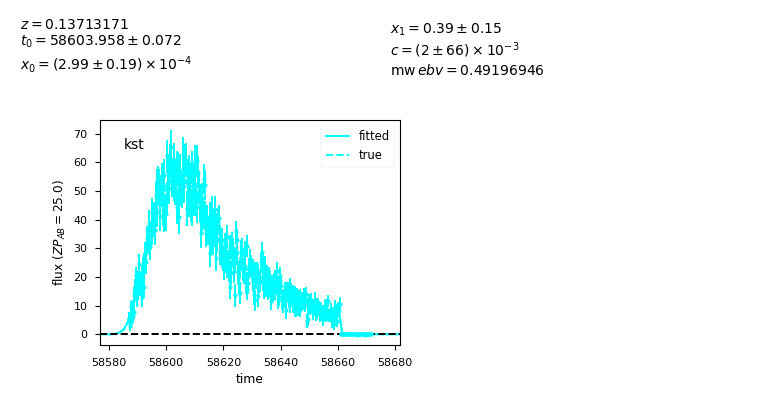 z = 0.13713171
t₀ = 58603.958 ± 0.072
x₀ = (2.99 ± 0.19) × 10⁻⁴
x₁ = 0.39 ± 0.15
c = (2 ± 66) × 10⁻³
mw ebv = 0.49196946
kst
fitted
true
flux (ZP_AB = 25.0)
70
60
50
40
30
20
10
0
58580 58600 58620 58640 58660 58680
time